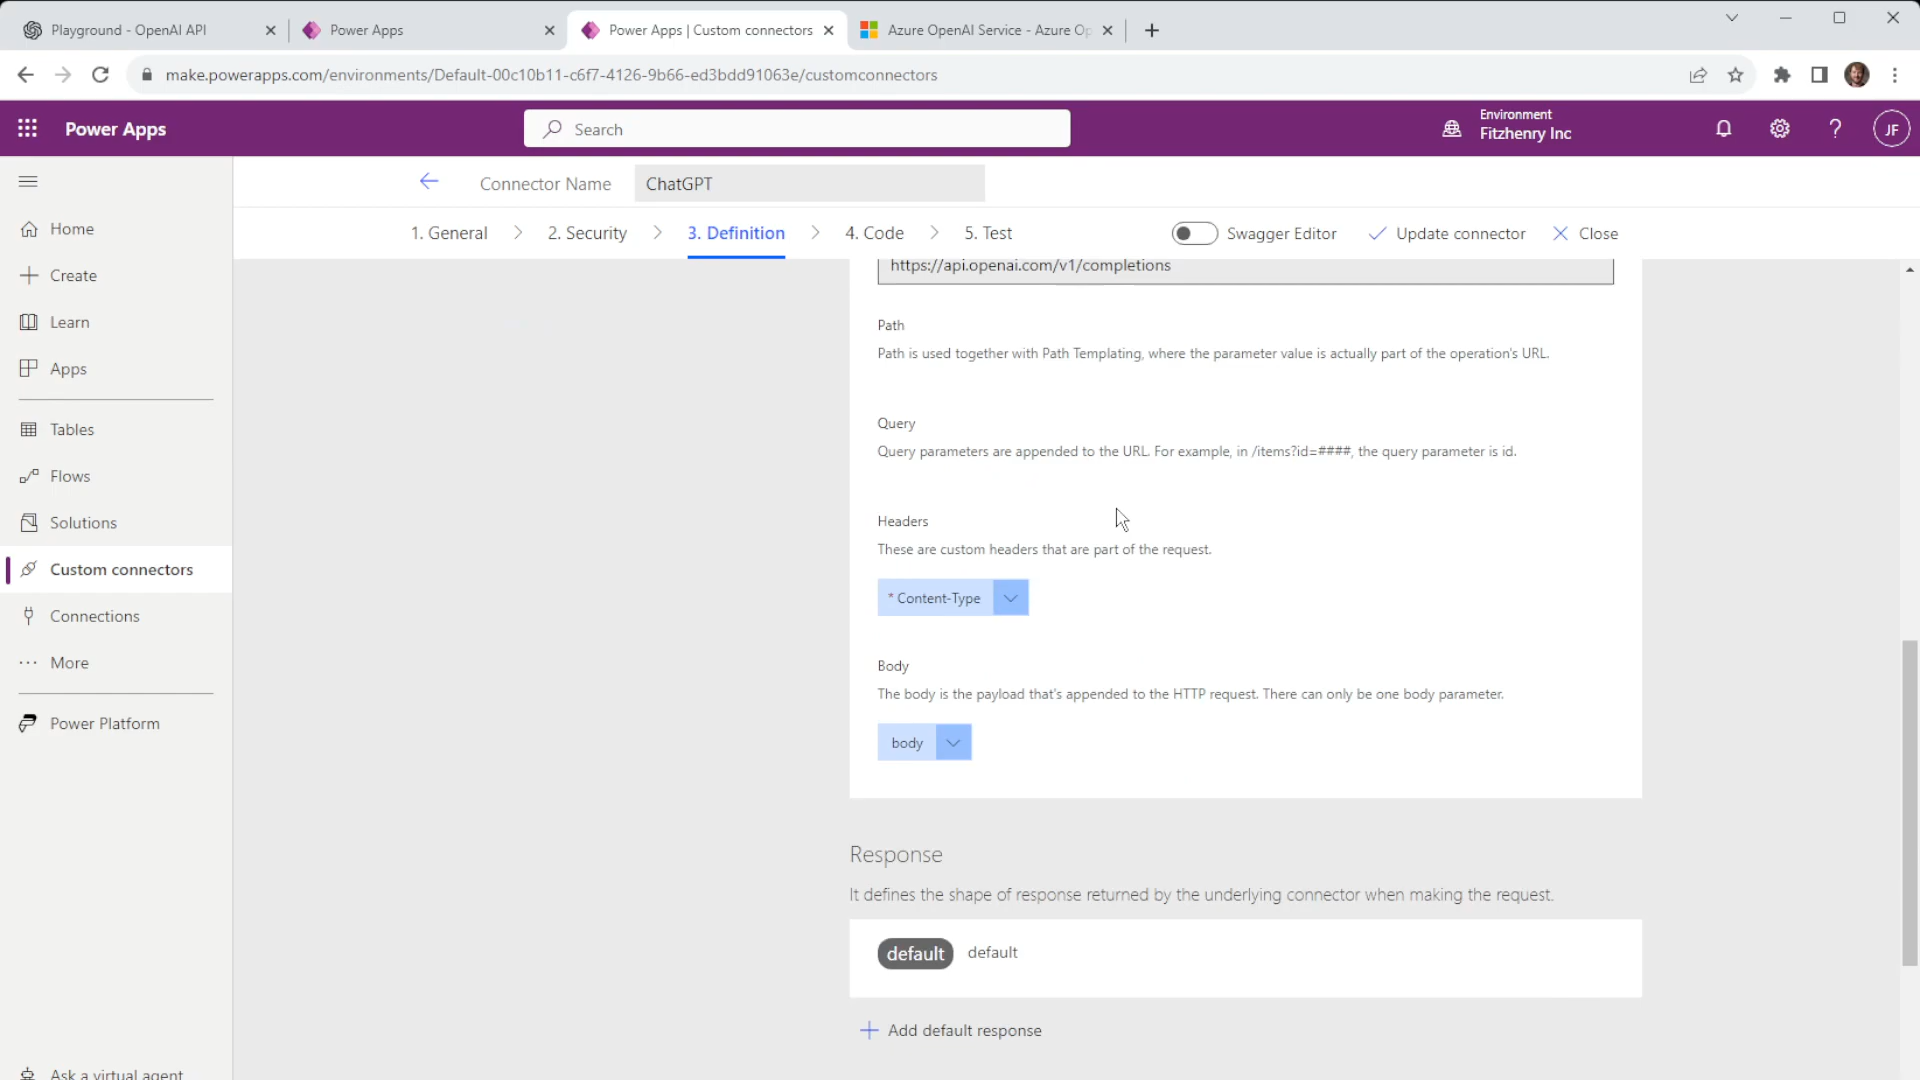 Playground - OpenAI API
Power Apps
Power Apps | Custom connectors
Azure OpenAI Service - Azure Op
make.powerapps.com/environments/Default-00c10b11-c6f7-4126-9b66-ed3bdd91063e/customconnectors
Power Apps
Search
Environment
Fitzhenry Inc
?
JF
Connector Name
ChatGPT
1. General
2. Security
3. Definition
4. Code
5. Test
Swagger Editor
Update connector
Close
Home
Create
Learn
Apps
Tables
Flows
Solutions
Custom connectors
Connections
More
Power Platform
Ask a virtual agent
https://api.openai.com/v1/completions
Path
Path is used together with Path Templating, where the parameter value is actually part of the operation's URL.
Query
Query parameters are appended to the URL. For example, in /items?id=####, the query parameter is id.
Headers
These are custom headers that are part of the request.
* Content-Type
Body
The body is the payload that's appended to the HTTP request. There can only be one body parameter.
body
Response
It defines the shape of response returned by the underlying connector when making the request.
default default
Add default response